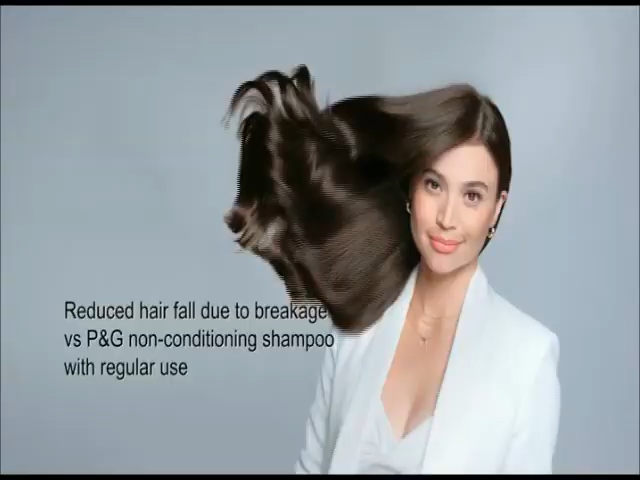 Reduced hair fall due to breakage
vs P&G non-conditioning shampoo
with regular use